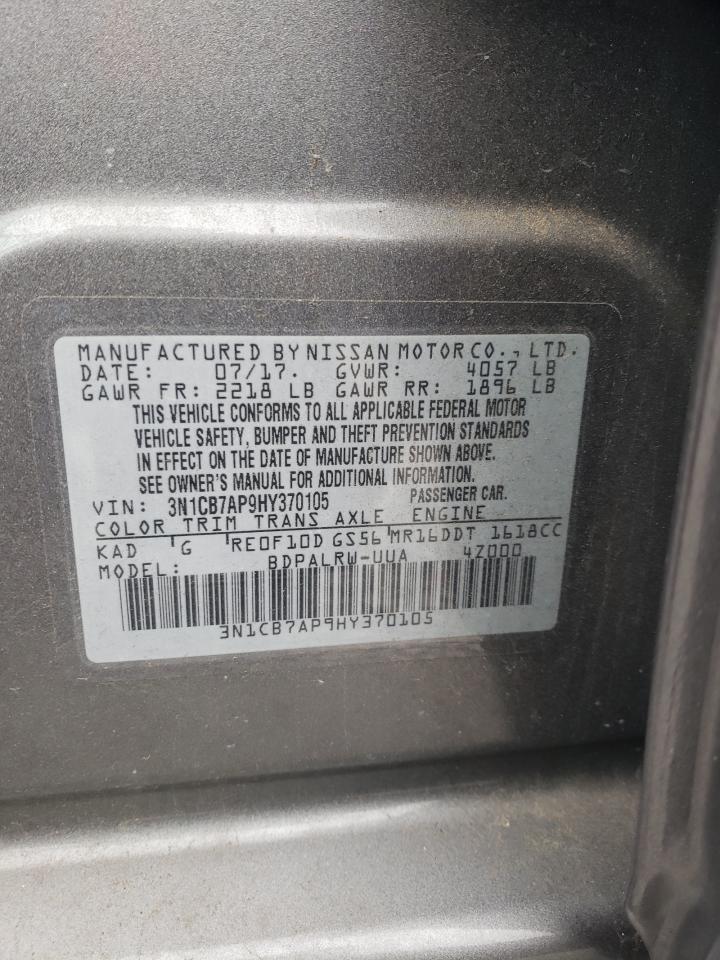 MANUFACTURED BY NISSAN MOTOR CO., LTD.
DATE: 07/17. GVWR: 4057 LB
GAWR FR: 2218 LB GAWR RR: 1896 LB
THIS VEHICLE CONFORMS TO ALL APPLICABLE FEDERAL MOTOR
VEHICLE SAFETY, BUMPER AND THEFT PREVENTION STANDARDS
IN EFFECT ON THE DATE OF MANUFACTURE SHOWN ABOVE.
SEE OWNER'S MANUAL FOR ADDITIONAL INFORMATION.
VIN: 3N1CB7AP9HY370105 PASSENGER CAR.
COLOR TRIM TRANS AXLE ENGINE
KAD G RE0F10D GS56 MR16DDT 1618CC
MODEL: BDPALRW-UUA 4Z000
3N1CB7AP9HY370105